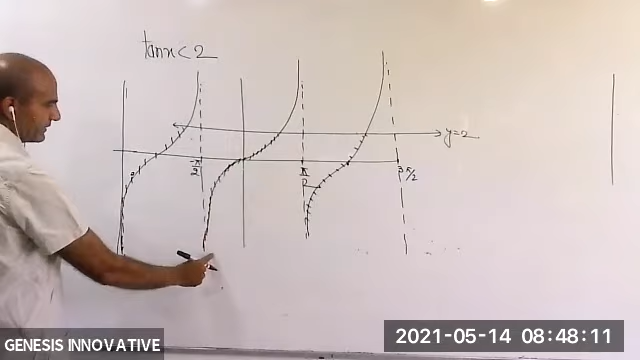 tanx < 2
y=2
-π/2
π/2
3π/2
GENESIS INNOVATIVE
2021-05-14 08:48:11